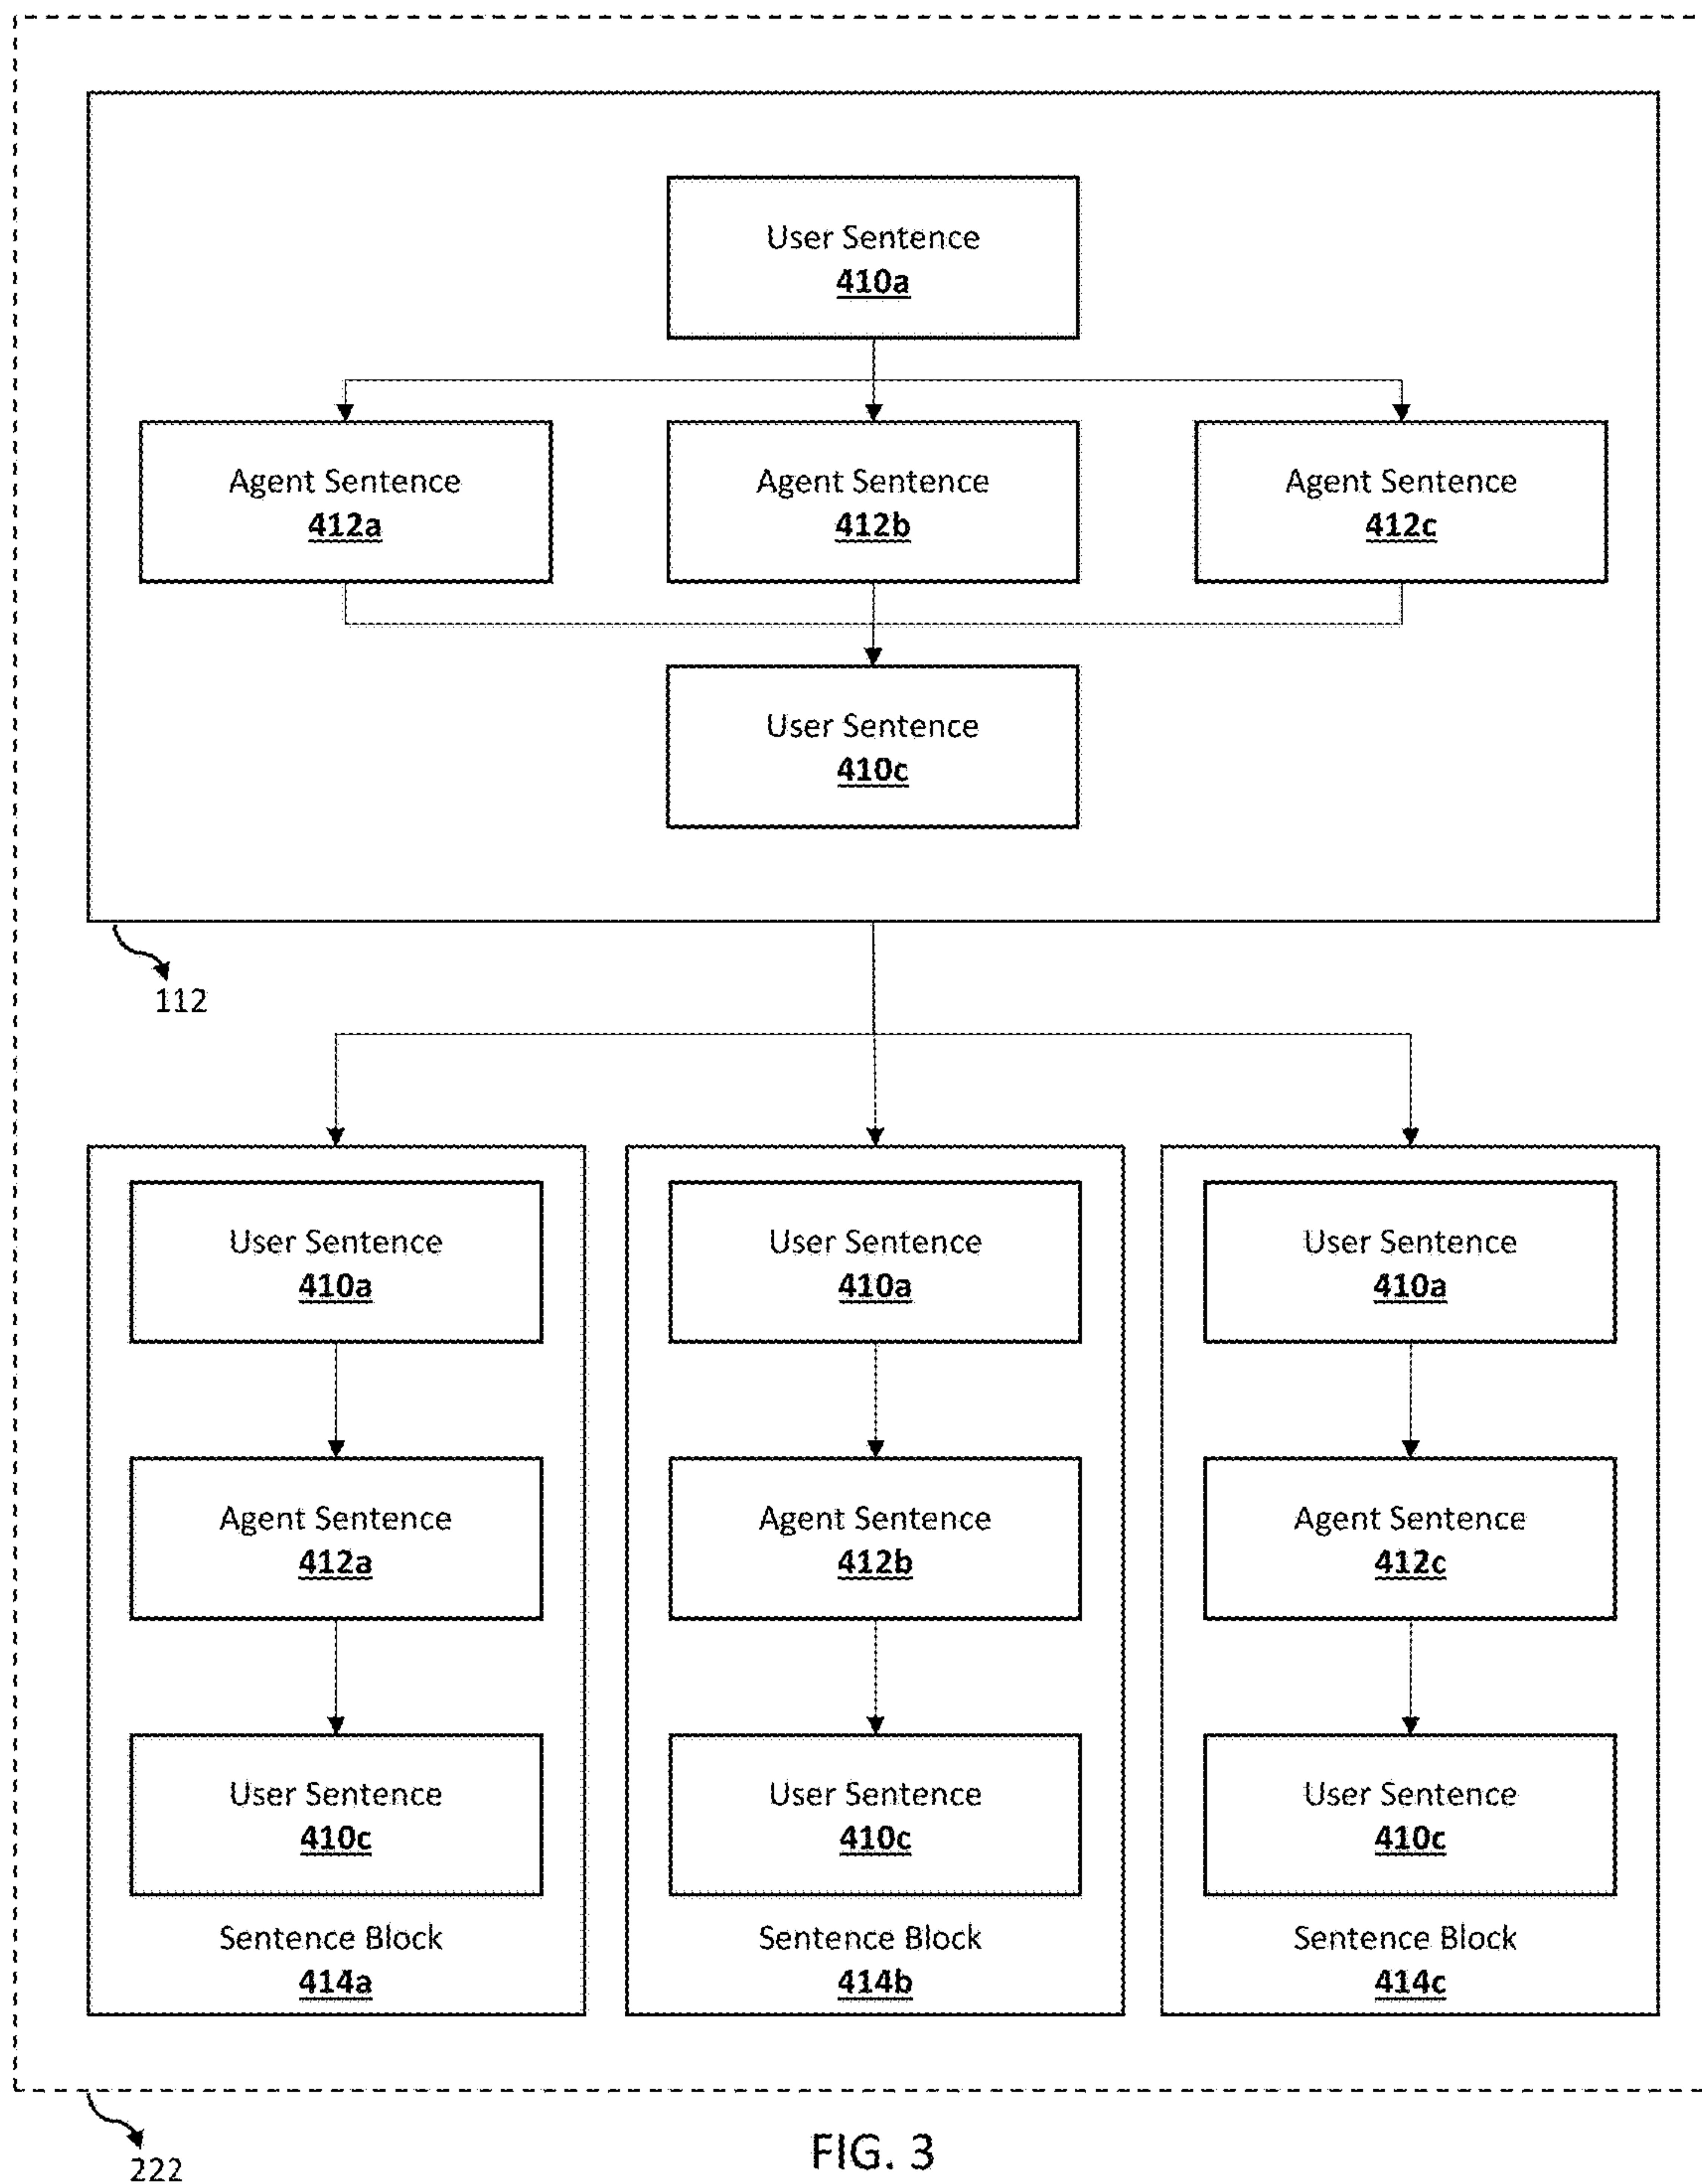 User Sentence
410a
Agent Sentence
412a
Agent Sentence
412b
Agent Sentence
412c
User Sentence
410c
112
User Sentence
410a
Agent Sentence
412a
User Sentence
410c
Sentence Block
414a
User Sentence
410a
Agent Sentence
412b
User Sentence
410c
Sentence Block
414b
User Sentence
410a
Agent Sentence
412c
User Sentence
410c
Sentence Block
414c
222
FIG. 3